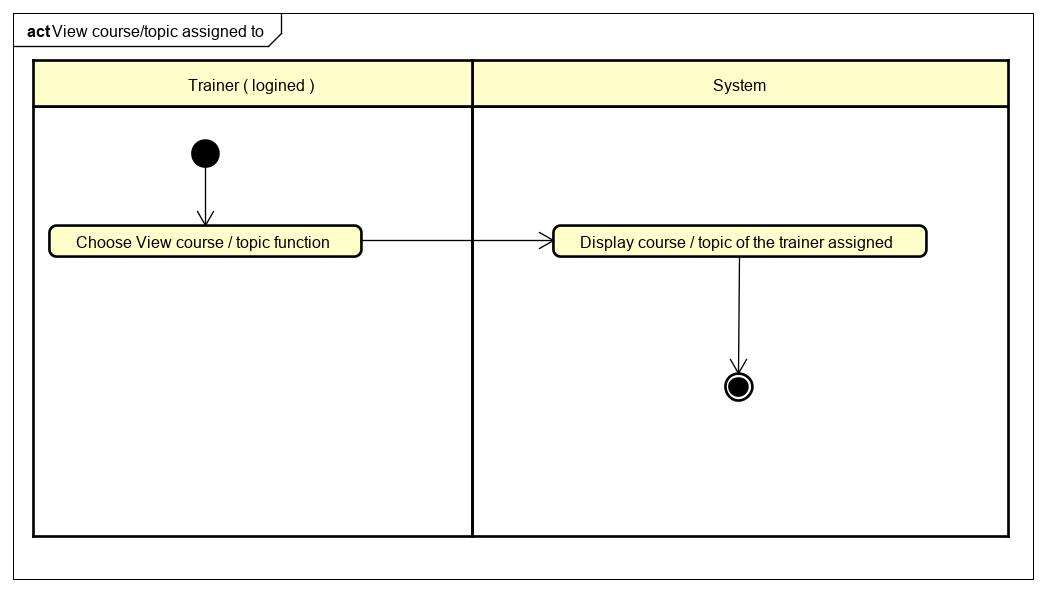 act View course/topic assigned to
Trainer ( logined )
System
Choose View course / topic function
Display course / topic of the trainer assigned